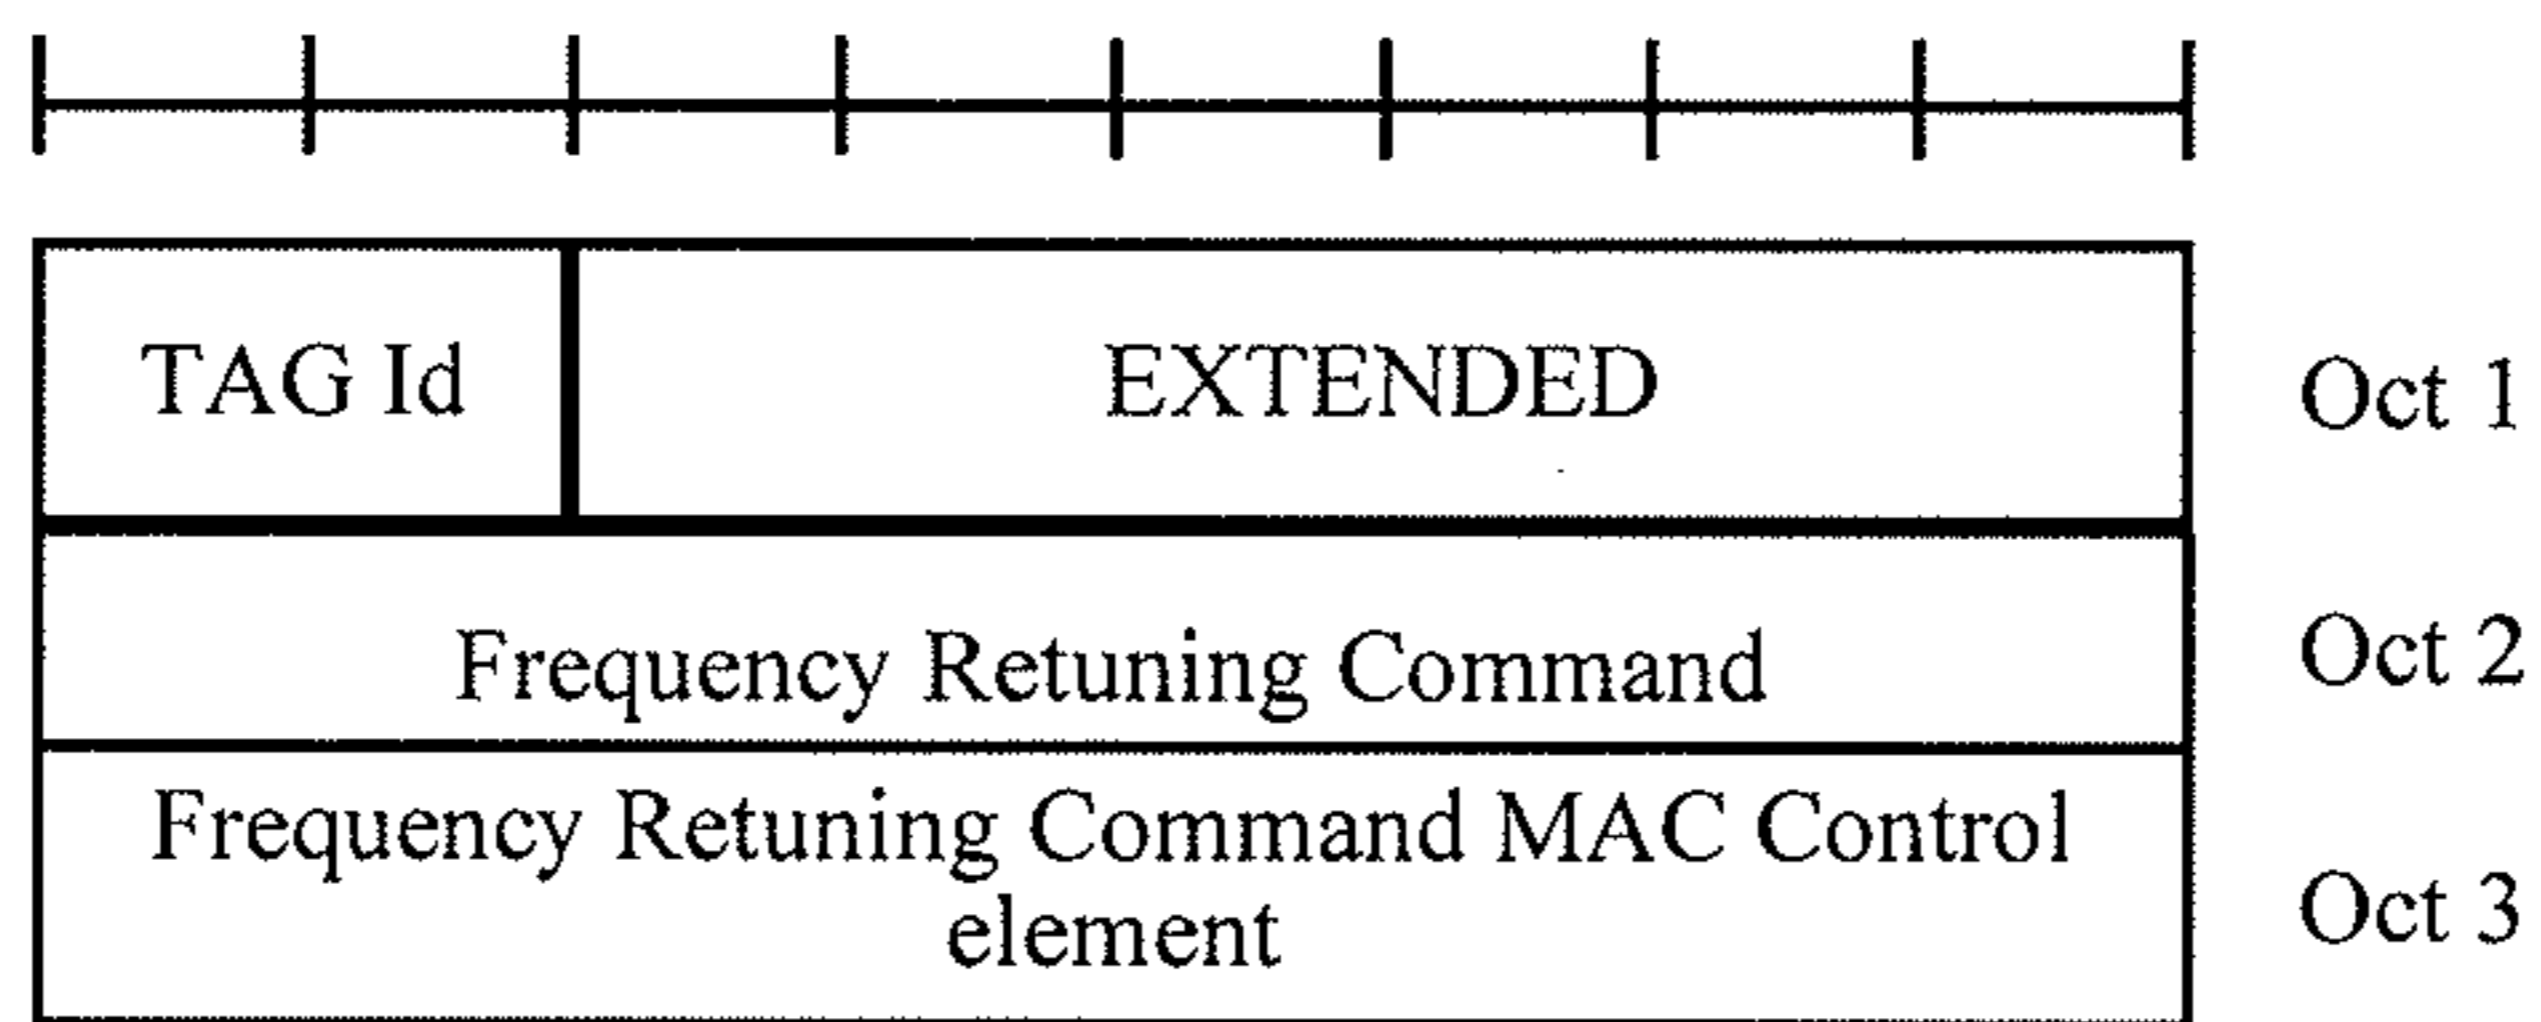 TAG Id EXTENDED Oct 1
Frequency Retuning Command Oct 2
Frequency Retuning Command MAC Control
element Oct 3